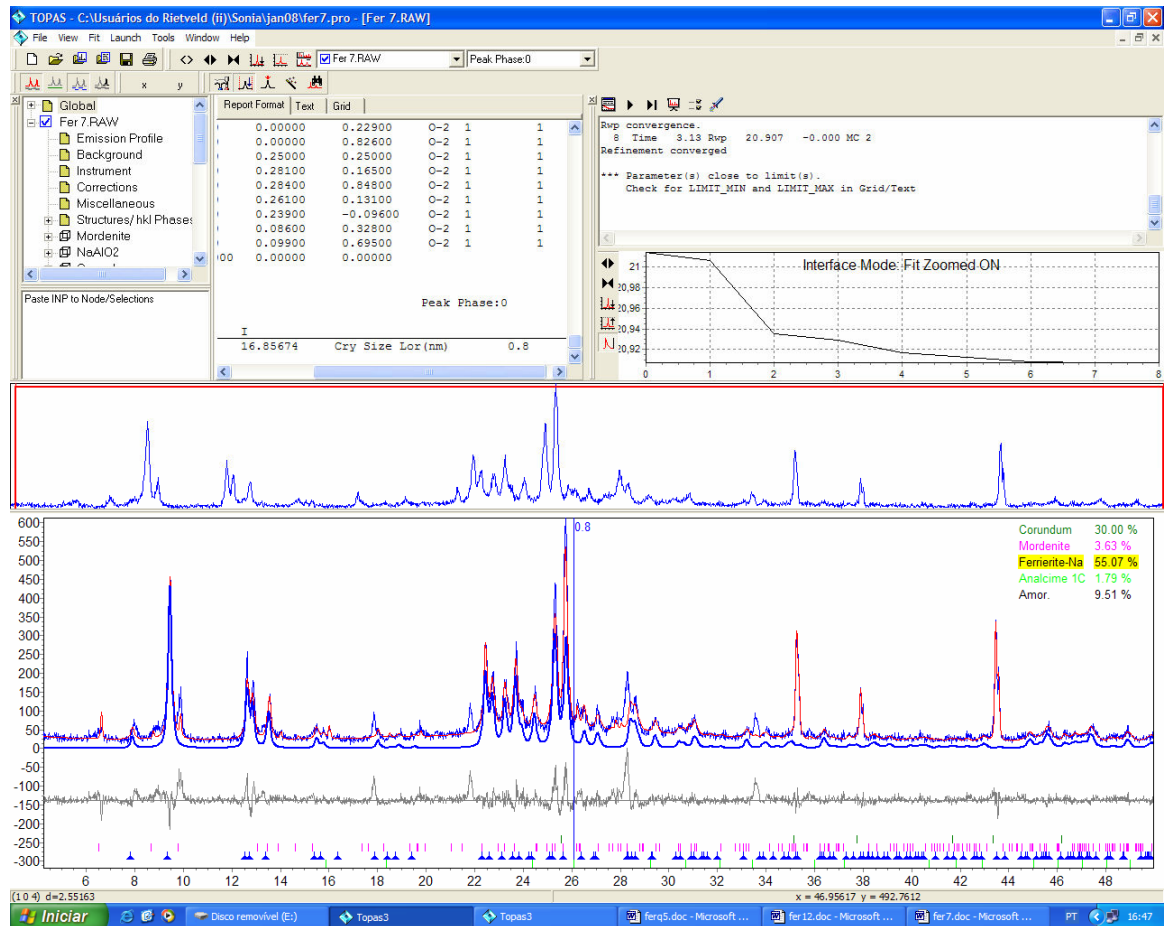 TOPAS - C:\Usuários do Rietveld (ii)\Sonia\jan08\fer7.pro - [Fer 7.RAW]
File View Fit Launch Tools Window Help
Fer 7.RAW Peak Phase:0
x y
Global
Fer 7.RAW
Emission Profile
Background
Instrument
Corrections
Miscellaneous
Structures/hkl Phases
Mordenite
NaAlO2
Paste INP to Node/Selections
Report Format Text Grid
0.00000 0.22900 O-2 1 1
0.00000 0.82600 O-2 1 1
0.25000 0.25000 O-2 1 1
0.28100 0.16500 O-2 1 1
0.28400 0.84800 O-2 1 1
0.26100 0.13100 O-2 1 1
0.23900 -0.09600 O-2 1 1
0.08600 0.32800 O-2 1 1
0.09900 0.69500 O-2 1 1
00 0.00000 0.00000
Peak Phase:0
I
16.85674 Cry Size Lor(nm) 0.8
Rwp convergence.
8 Time 3.13 Rwp 20.907 -0.000 MC 2
Refinement converged
*** Parameter(s) close to limit(s).
Check for LIMIT_MIN and LIMIT_MAX in Grid/Text
Interface Mode: Fit Zoomed ON
21
20,98
20,96
20,94
20,92
0 1 2 3 4 5 6 7 8
0.8
Corundum 30.00 %
Mordenite 3.63 %
Ferrierite-Na 55.07 %
Analcime 1C 1.79 %
Amor. 9.51 %
600
550
500
450
400
350
300
250
200
150
100
50
0
-50
-100
-150
-200
-250
-300
6 8 10 12 14 16 18 20 22 24 26 28 30 32 34 36 38 40 42 44 46 48
(1 0 4) d=2.55163 x = 46.95617 y = 492.7612
Iniciar Disco removível (E:) Topas3 Topas3 ferq5.doc - Microsoft ... fer12.doc - Microsoft ... fer7.doc - Microsoft ... PT 16:47